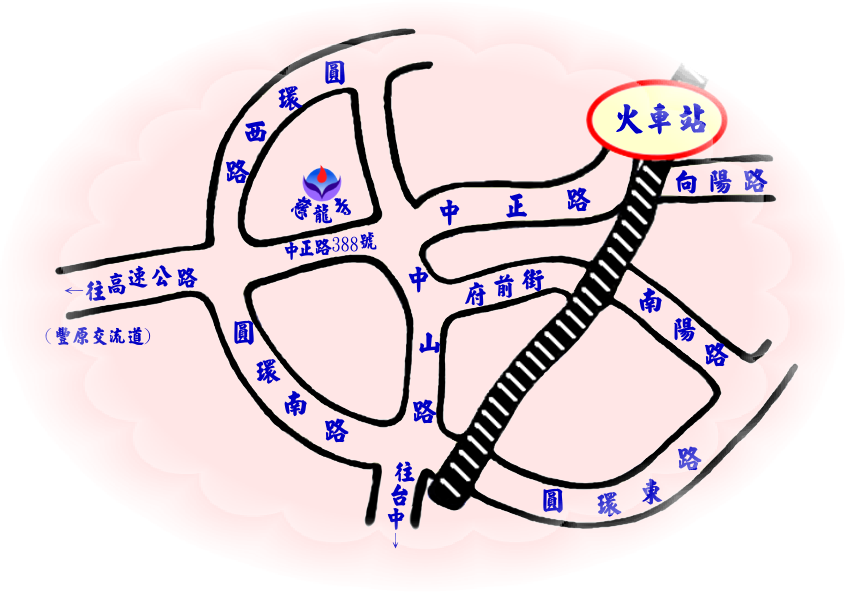 圓環西路
火車站
向陽路
中正路
龍
中正路388號
←往高速公路
(豐原交流道)
中山路
府前街
南陽路
圓環南路
圓環東路
往台中
↓